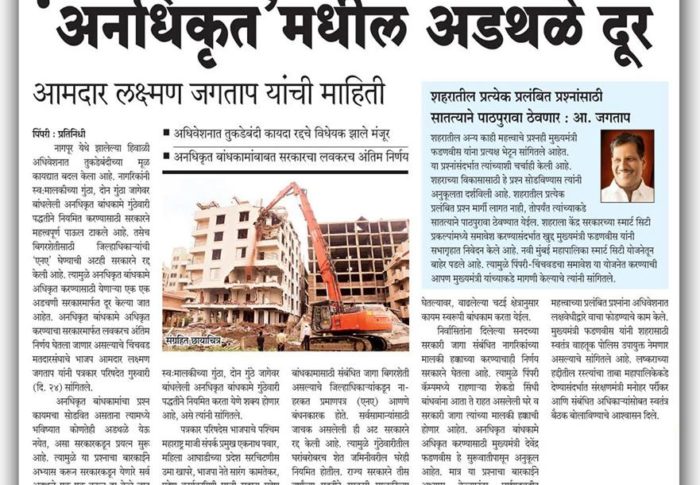 'अनधिकृत'मधील अडथळे दूर
आमदार लक्ष्मण जगताप यांची माहिती
■ अधिवेशनात तुकडेबंदी कायदा रद्दचे विधेयक झाले मंजूर
■ अनधिकृत बांधकामांबाबत सरकारचा लवकरच अंतिम निर्णय
पिंपरी : प्रतिनिधी
नागपूर येथे झालेल्या हिवाळी
अधिवेशनात तुकडेबंदीच्या मूळ
कायद्यात बदल केला आहे. नागरिकांनी
स्व:मालकीच्या गुंठा, दोन गुंठा जागेवर
बांधलेली अनधिकृत बांधकामे गुंठेवारी
पद्धतीने नियमित करण्यासाठी सरकारने
महत्त्वपूर्ण पाऊल टाकले आहे. तसेच
बिगरशेतीसाठी जिल्हाधिकाऱ्यांची
'एनए' घेण्याची अटही सरकारने रद्द
केली आहे. त्यामुळे अनधिकृत बांधकामे
अधिकृत करण्यासाठी येणाऱ्या एक एक
अडचणी सरकारमार्फत दूर केल्या जात
आहेत. अनधिकृत बांधकामे अधिकृत
करण्याचा सरकारमार्फत लवकरच अंतिम
निर्णय घेतला जाणार असल्याचे चिंचवड
मतदारसंघाचे भाजप आमदार लक्ष्मण
जगताप यांनी पत्रकार परिषदेत गुरुवारी
(दि. २४) सांगितले.
अनधिकृत बांधकामांचा प्रश्न
कायमचा सोडवित असताना त्यामध्ये
भविष्यात कोणतेही अडथळे येऊ
नयेत, असा सरकारकडून प्रयत्न सुरू
आहे. त्यामुळे या प्रश्नाचा बारकाईने
अभ्यास करून सरकारकडून येणारे सर्व
संग्रहित छायाचित्र
स्व:मालकीच्या गुंठा, दोन गुंठे जागेवर
बांधलेली अनधिकृत बांधकामे गुंठेवारी
पद्धतीने नियमित करता येणे शक्य होणार
आहे, असे त्यांनी सांगितले.
पत्रकार परिषदेस भाजपाचे पश्चिम
महाराष्ट्र माजी संपर्क प्रमुख एकनाथ पवार,
महिला आघाडीच्या प्रदेश सरचिटणीस
उमा खापरे, भाजपा नेते सारंग कामतेकर,
बांधकामासाठी संबंधित जागा बिगरशेती
असल्याचे जिल्हाधिकाऱ्यांकडून ना-
हरकत प्रमाणपत्र (एनए) आणणे
बंधनकारक होते. सर्वसामान्यांसाठी
जाचक असलेली ही अट सरकारने
रद्द केली आहे. त्यामुळे गुंठेवारीतील
घरांबरोबरच शेत जमिनीवरील घरेही
नियमित होतील. राज्य सरकारने तीस
शहरातील प्रत्येक प्रलंबित प्रश्नांसाठी
सातत्याने पाठपुरावा ठेवणार : आ. जगताप
शहरातील अन्य काही महत्त्वाचे प्रश्नही मुख्यमंत्री
फडणवीस यांना प्रत्यक्ष भेटून सांगितले आहेत.
या प्रश्नांसंदर्भात त्यांच्याशी चर्चाही केली आहे.
शहराच्या विकासासाठी हे प्रश्न सोडविण्यास त्यांनी
अनुकूलता दर्शविली आहे. शहरातील प्रत्येक
प्रलंबित प्रश्न मार्गी लागत नाही, तोपर्यंत त्यांच्याकडे
सातत्याने पाठपुरावा ठेवण्यात येईल. शहराला केंद्र सरकारच्या स्मार्ट सिटी
प्रकल्पांमध्ये समावेश करण्यासंदर्भात खुद्द मुख्यमंत्री फडणवीस यांनी
सभागृहात निवेदन केले आहे. नवी मुंबई महापालिका स्मार्ट सिटी योजनेतून
बाहेर पडले आहे. त्यामुळे पिंपरी-चिंचवडचा समावेश या योजनेत करण्याची
आपण मुख्यमंत्री यांच्याकडे मागणी केल्याचे त्यांनी सांगितले.
घेतल्यावर, वाढलेल्या चटई क्षेत्रानुसार
कायम स्वरूपी बांधकाम करता येईल.
निर्वासितांना दिलेल्या सनदच्या
सरकारी जागा संबंधित नागरिकांच्या
मालकी हक्काच्या करण्याचाही निर्णय
सरकारने घेतला आहे. त्यामुळे पिंपरी
कॅम्पमध्ये राहणाऱ्या शेकडो सिंधी
बांधवांना आता ते राहत असलेली घरे व
सरकारी जागा त्यांच्या मालकी हक्काची
होणार आहेत. अनधिकृत बांधकामे
अधिकृत करण्यासाठी मुख्यमंत्री देवेंद्र
फडणवीस हे सुरुवातीपासून अनुकूल
आहेत. मात्र या प्रश्नाचा बारकाईने
महत्त्वाच्या प्रलंबित प्रश्नांना अधिवेशनात
लक्षवेधीद्वारे वाचा फोडण्याचे काम केले.
मुख्यमंत्री फडणवीस यांनी शहरासाठी
स्वतंत्र वाहतूक पोलिस उपायुक्त नेमणार
असल्याचे सांगितले आहे. लष्कराच्या
हद्दीतील रस्त्यांचा ताबा महापालिकेकडे
देण्यासंदर्भात संरक्षणमंत्री मनोहर पर्रीकर
आणि संबंधित अधिकाऱ्यांसोबत स्वतंत्र
बैठक बोलाविण्याचे आश्वासन दिले.